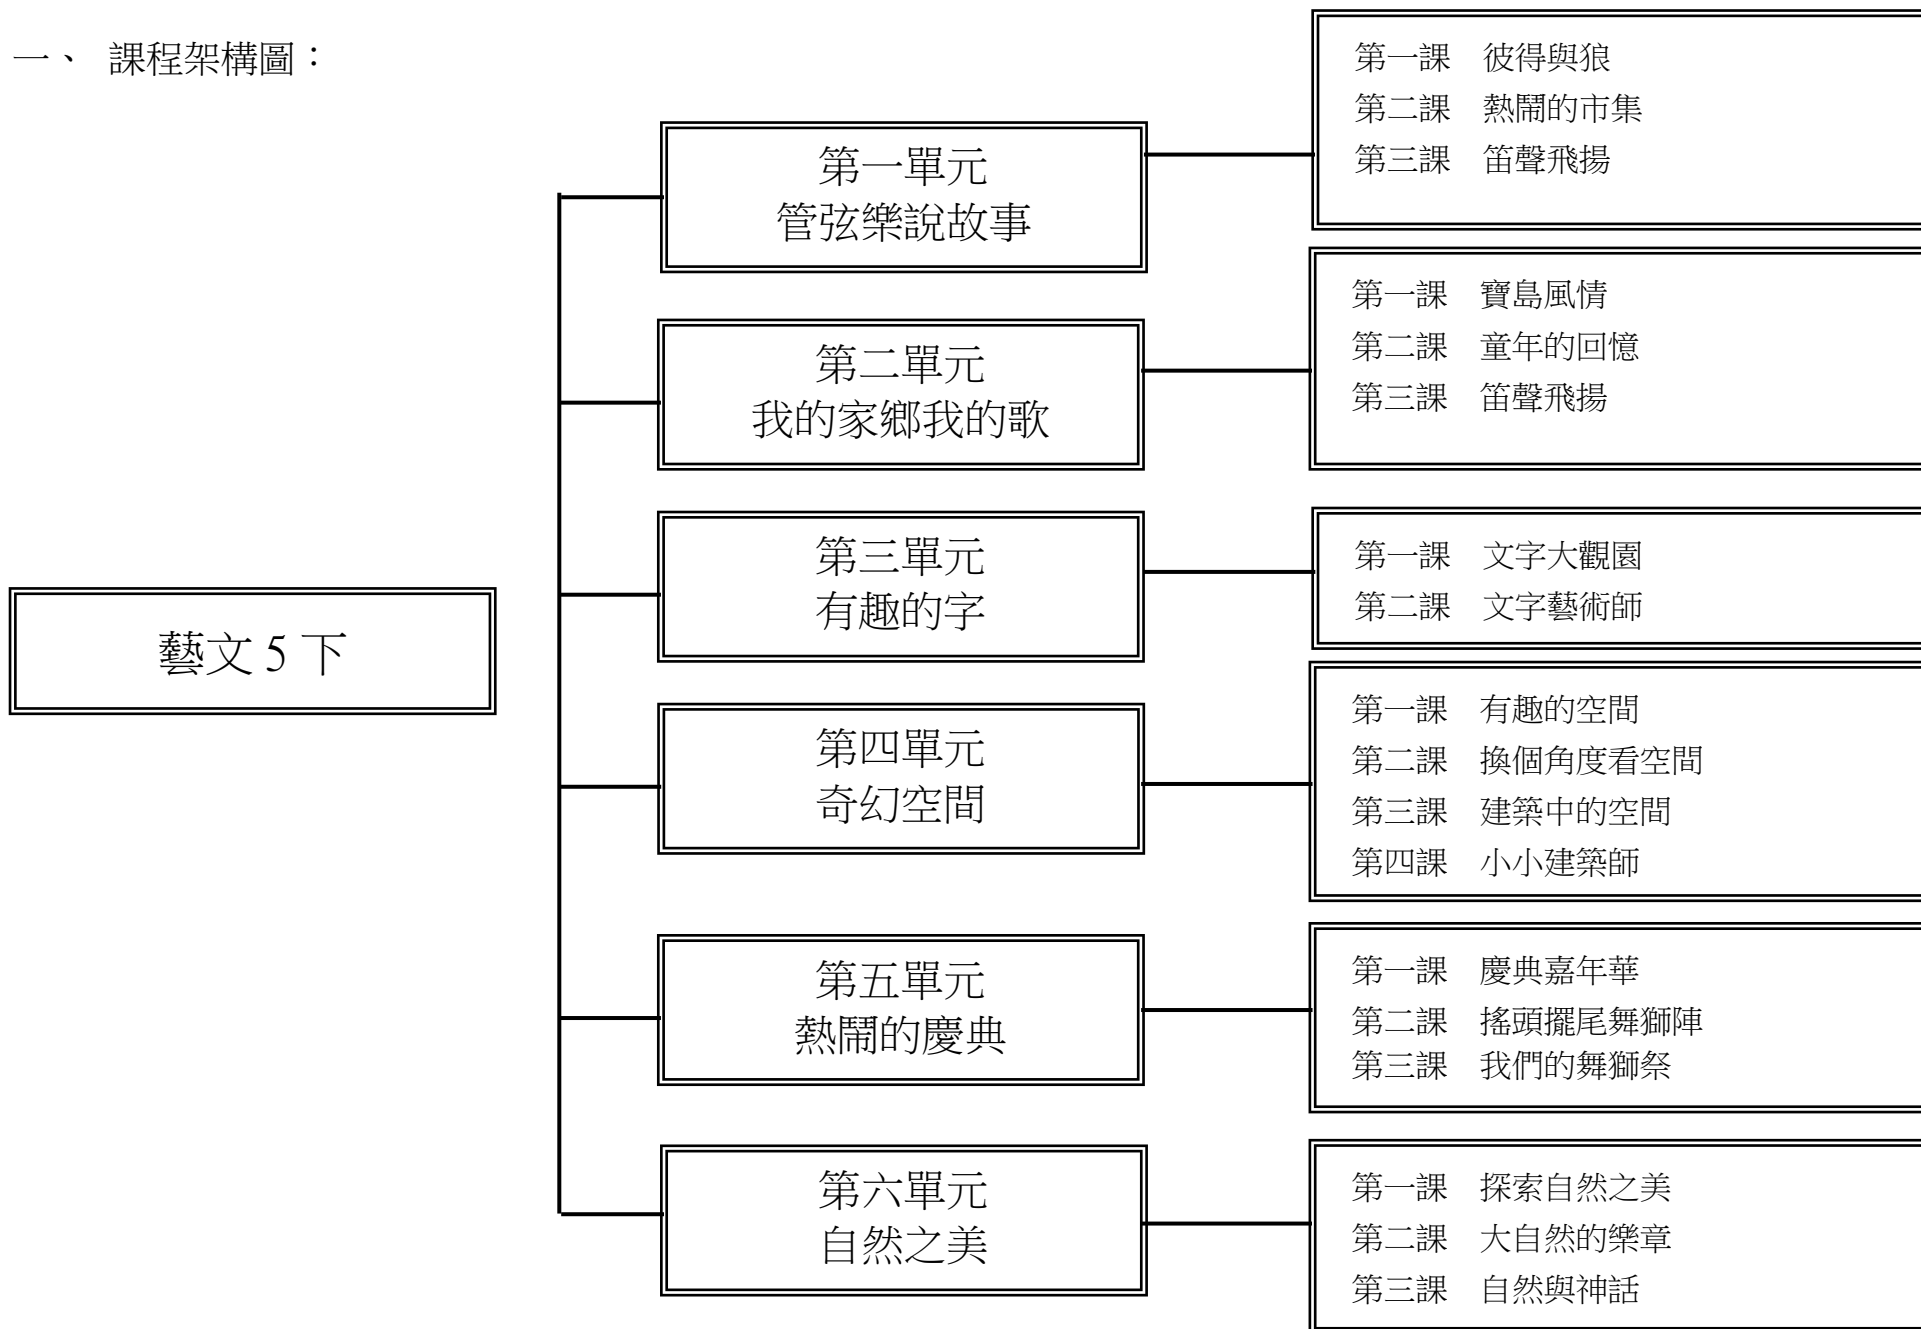 一、 課程架構圖：
藝文 5 下
第一單元
管弦樂說故事
第一課 彼得與狼
第二課 熱鬧的市集
第三課 笛聲飛揚
第二單元
我的家鄉我的歌
第一課 寶島風情
第二課 童年的回憶
第三課 笛聲飛揚
第三單元
有趣的字
第一課 文字大觀園
第二課 文字藝術師
第四單元
奇幻空間
第一課 有趣的空間
第二課 換個角度看空間
第三課 建築中的空間
第四課 小小建築師
第五單元
熱鬧的慶典
第一課 慶典嘉年華
第二課 搖頭擺尾舞獅陣
第三課 我們的舞獅祭
第六單元
自然之美
第一課 探索自然之美
第二課 大自然的樂章
第三課 自然與神話